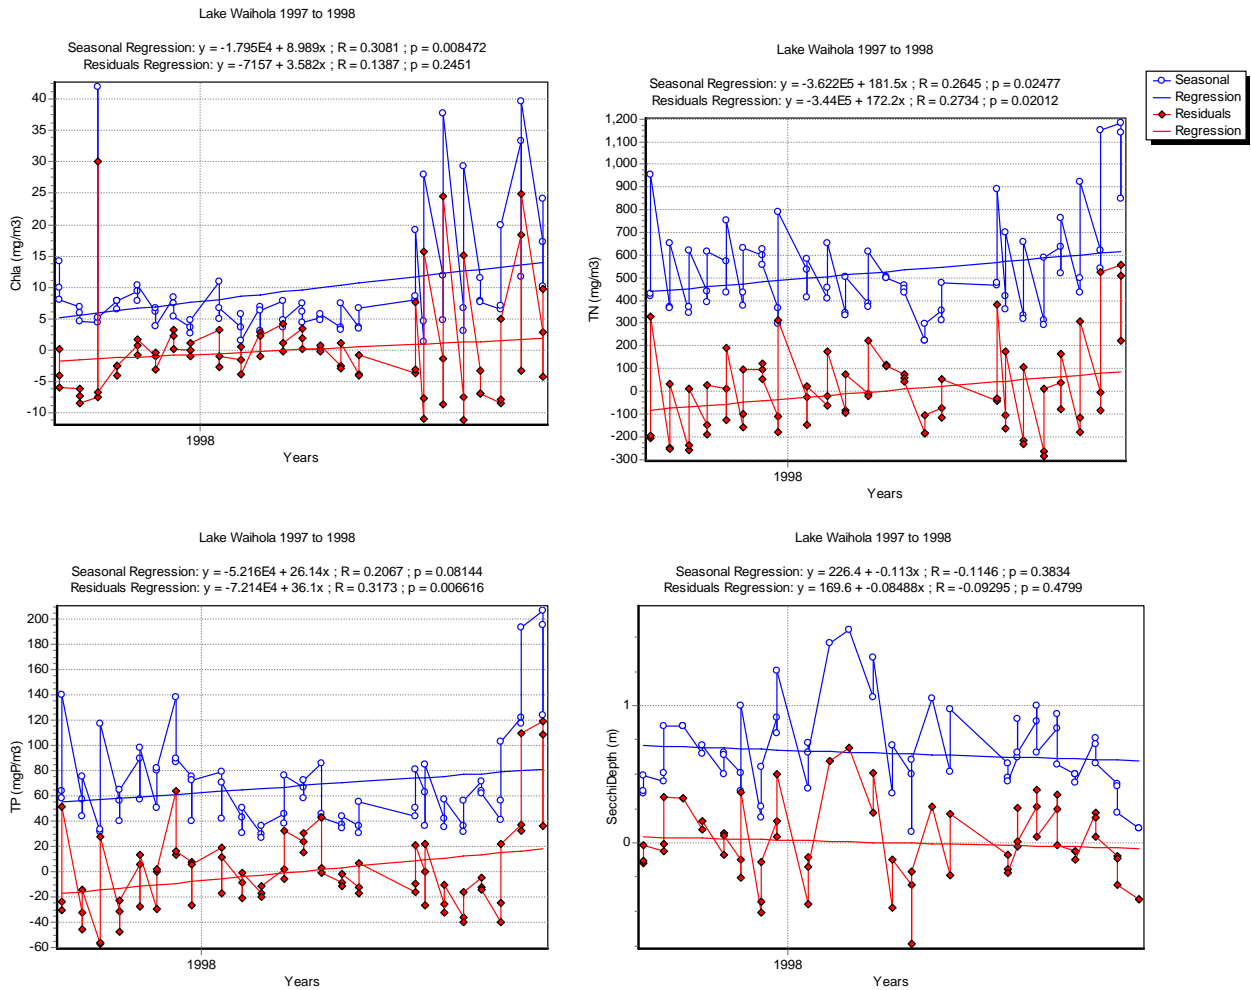 Lake Waihola 1997 to 1998
Seasonal Regression: y = -1.795E4 + 8.989x ; R = 0.3081 ; p = 0.008472
Residuals Regression: y = -7157 + 3.582x ; R = 0.1387 ; p = 0.2451
40
35
30
25
20
15
10
5
0
-5
-10
Chla (mg/m3)
1998
Years
Lake Waihola 1997 to 1998
Seasonal Regression: y = -3.622E5 + 181.5x ; R = 0.2645 ; p = 0.02477
Residuals Regression: y = -3.44E5 + 172.2x ; R = 0.2734 ; p = 0.02012
1,200
1,100
1,000
900
800
700
600
500
400
300
200
100
0
-100
-200
-300
TN (mg/m3)
1998
Years
Seasonal
Regression
Residuals
Regression
Lake Waihola 1997 to 1998
Seasonal Regression: y = -5.216E4 + 26.14x ; R = 0.2067 ; p = 0.08144
Residuals Regression: y = -7.214E4 + 36.1x ; R = 0.3173 ; p = 0.006616
200
180
160
140
120
100
80
60
40
20
0
-20
-40
-60
TP (mgP/m3)
1998
Years
Lake Waihola 1997 to 1998
Seasonal Regression: y = 226.4 + -0.113x ; R = -0.1146 ; p = 0.3834
Residuals Regression: y = 169.6 + -0.08488x ; R = -0.09295 ; p = 0.4799
1
0
SecchiDepth (m)
1998
Years